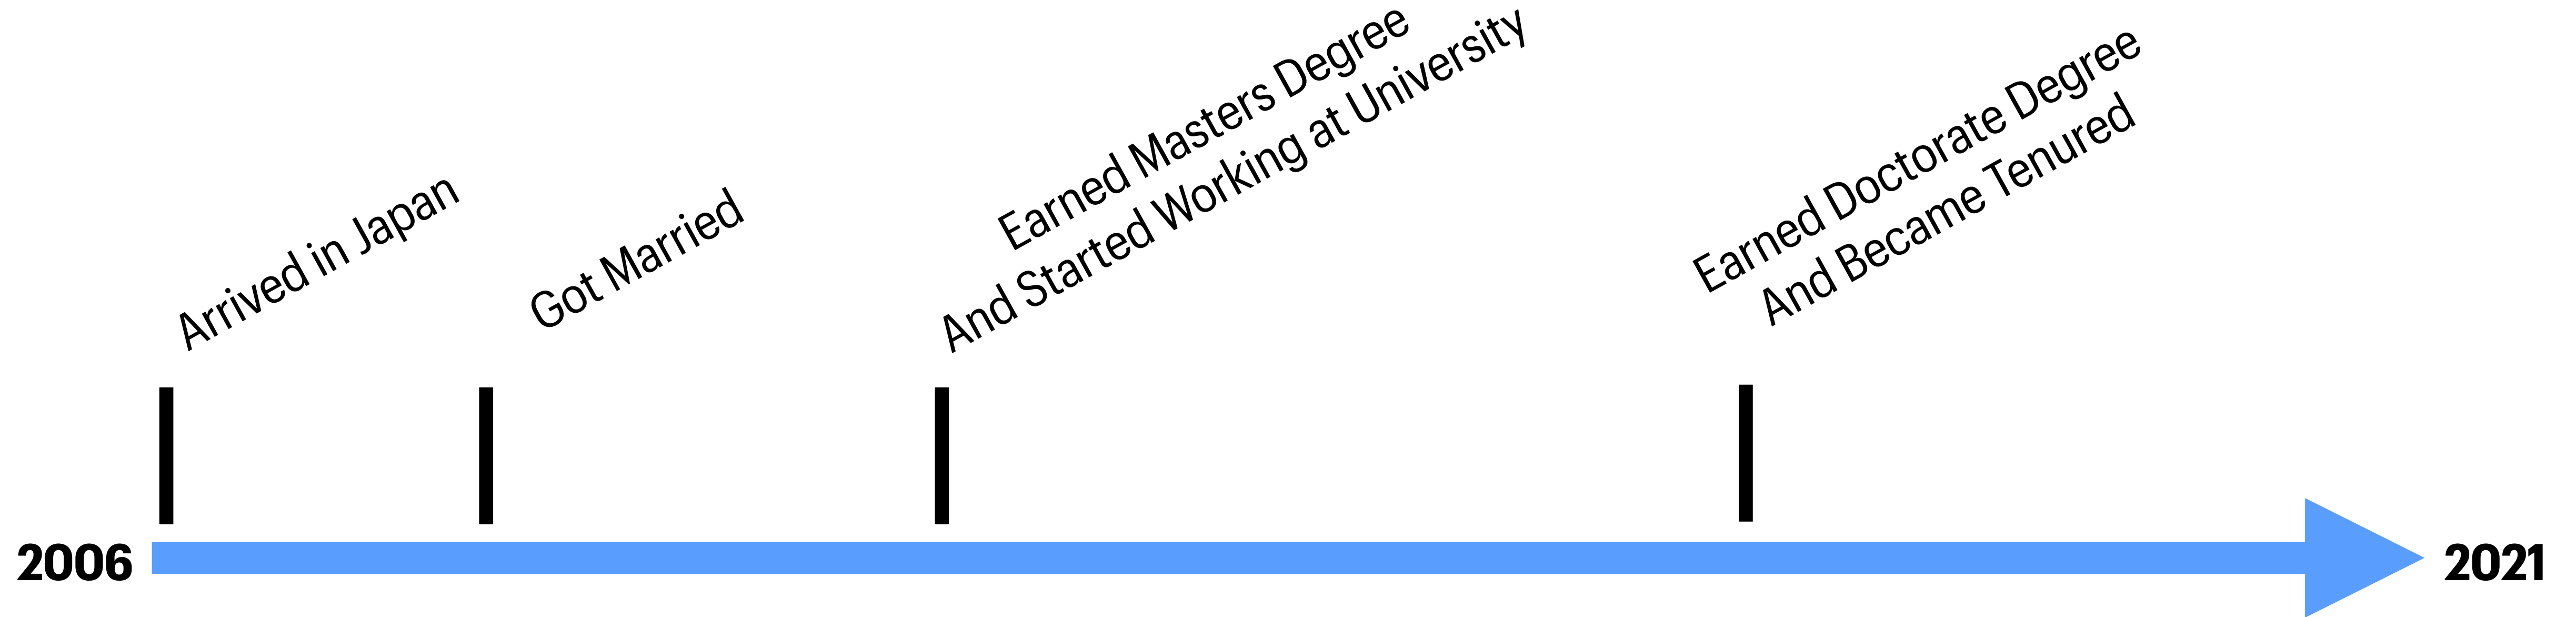 Arrived in Japan
Got Married
Earned Masters Degree
And Started Working at University
Earned Doctorate Degree
And Became Tenured
2006
2021